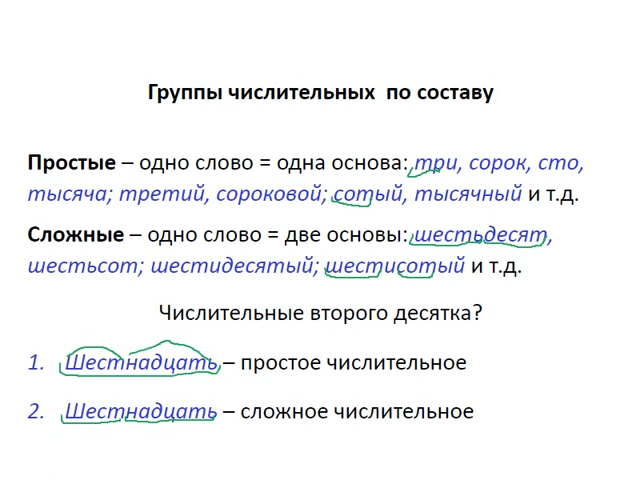 Группы числительных по составу
Простые – одно слово = одна основа: три, сорок, сто,
тысяча; третий, сороковой; сотый, тысячный и т.д.
Сложные – одно слово = две основы: шестьдесят,
шестьсот; шестидесятый; шестисотый и т.д.
Числительные второго десятка?
1. Шестнадцать – простое числительное
2. Шестнадцать – сложное числительное